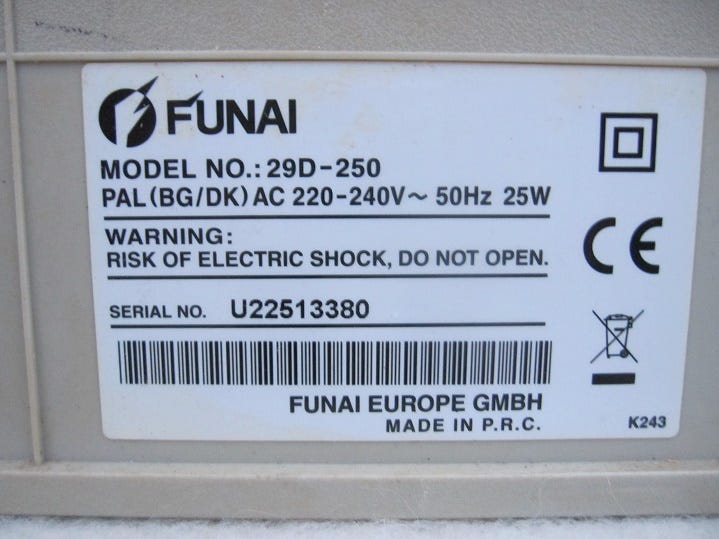 FUNAI
MODEL NO.: 29D-250
PAL (BG/DK) AC 220-240V~ 50Hz 25W
WARNING:
RISK OF ELECTRIC SHOCK, DO NOT OPEN.
CE
SERIAL NO. U22513380
FUNAI EUROPE GMBH
MADE IN P.R.C.
K243